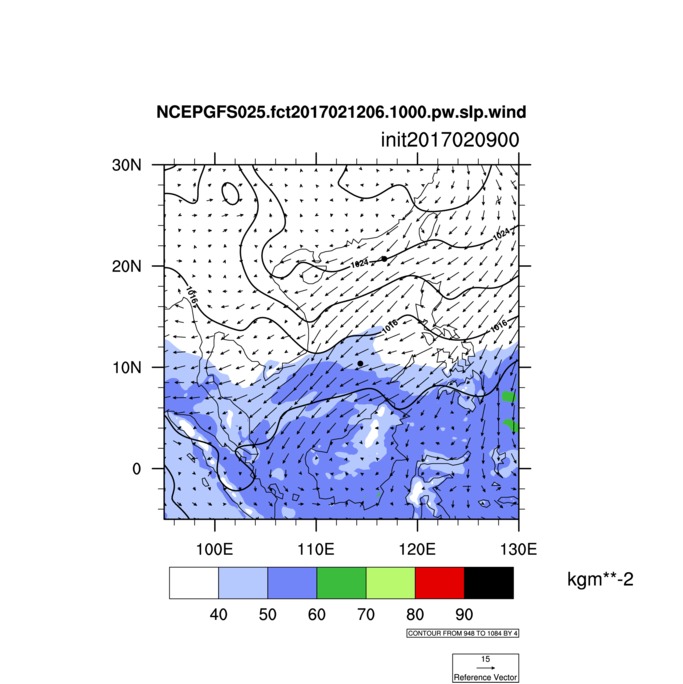 NCEPGFS025.fct2017021206.1000.pw.slp.wind
init2017020900
30N
20N
10N
0
1024
1024
1016
1016
1016
100E 110E 120E 130E
40 50 60 70 80 90
kgm**-2
CONTOUR FROM 948 TO 1084 BY 4
15
Reference Vector